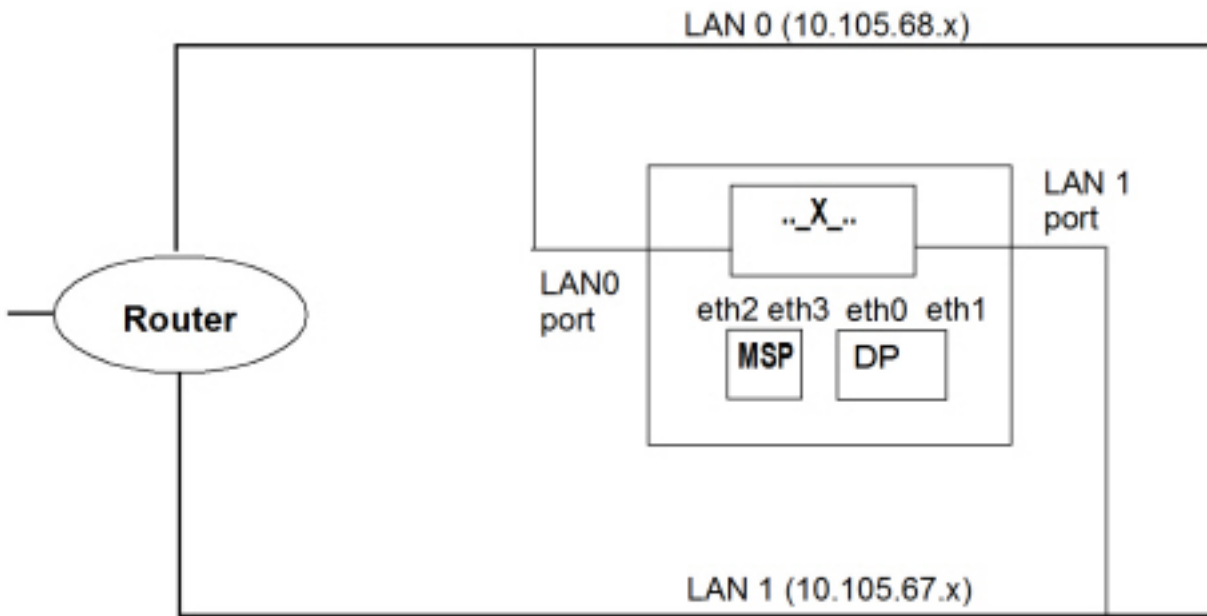 LAN 0 (10.105.68.x)
LAN 1
port
.._X_..
LAN0
port
eth2 eth3 eth0 eth1
Router
MSP DP
LAN 1 (10.105.67.x)